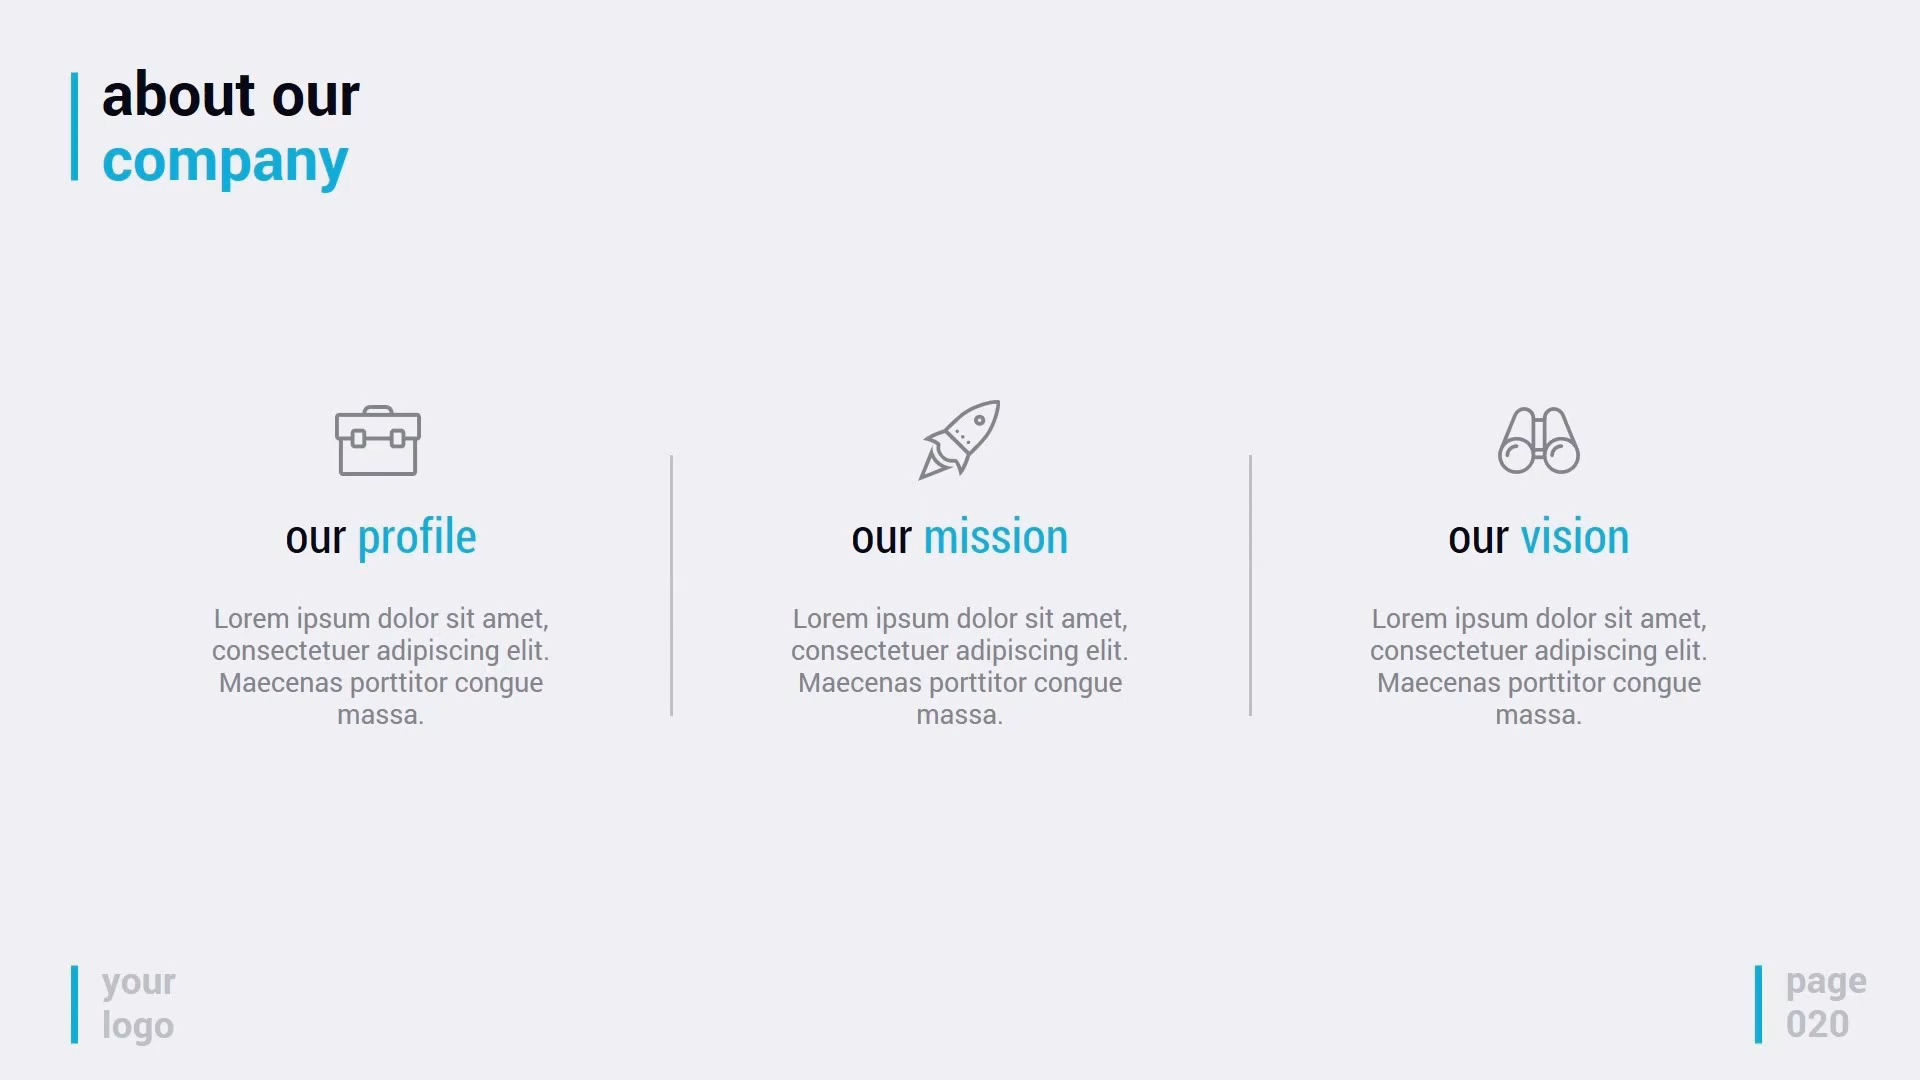 about our
company
our profile
Lorem ipsum dolor sit amet,
consectetuer adipiscing elit.
Maecenas porttitor congue
massa.
our mission
Lorem ipsum dolor sit amet,
consectetuer adipiscing elit.
Maecenas porttitor congue
massa.
our vision
Lorem ipsum dolor sit amet,
consectetuer adipiscing elit.
Maecenas porttitor congue
massa.
your
logo
page
020